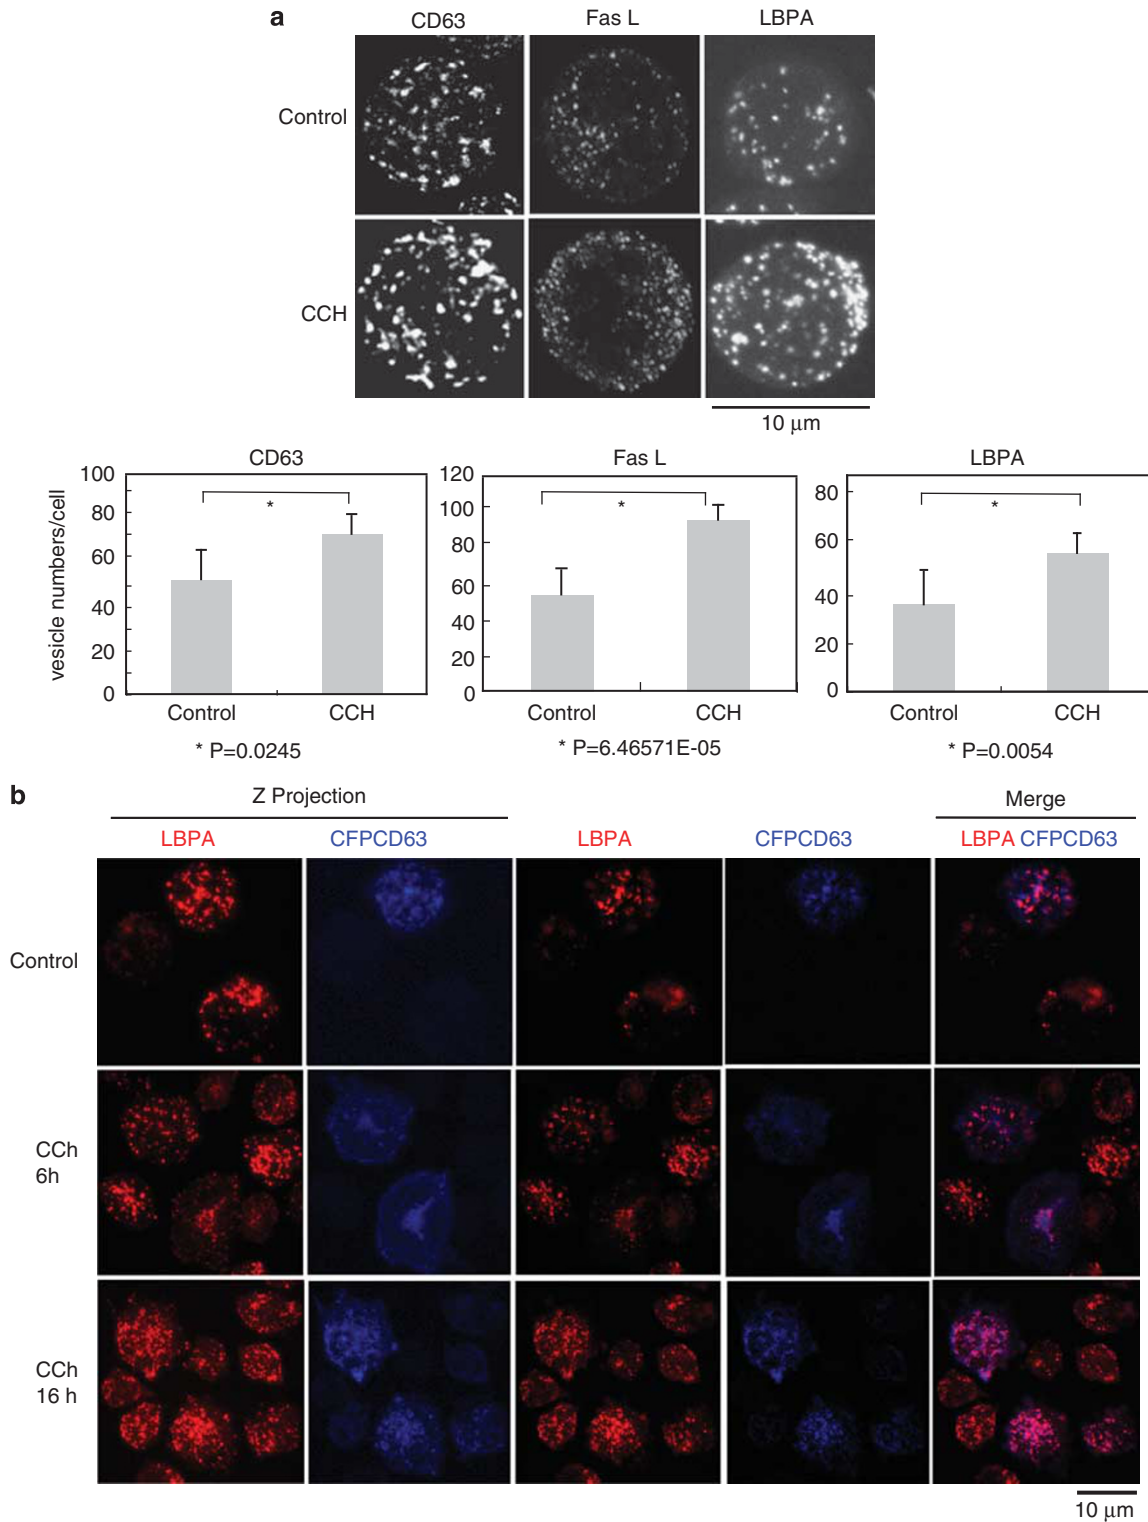 a
CD63 Fas L LBPA
Control
CCH
10 μm
CD63 Fas L LBPA
vesicle numbers/cell
100
80
60
40
20
0
120
100
80
60
40
20
0
80
60
40
20
0
Control CCH Control CCH Control CCH
* * *
* P=0.0245 * P=6.46571E-05 * P=0.0054
b
Z Projection Merge
LBPA CFPCD63 LBPA CFPCD63 LBPA CFPCD63
Control
CCh
6h
CCh
16 h
10 μm